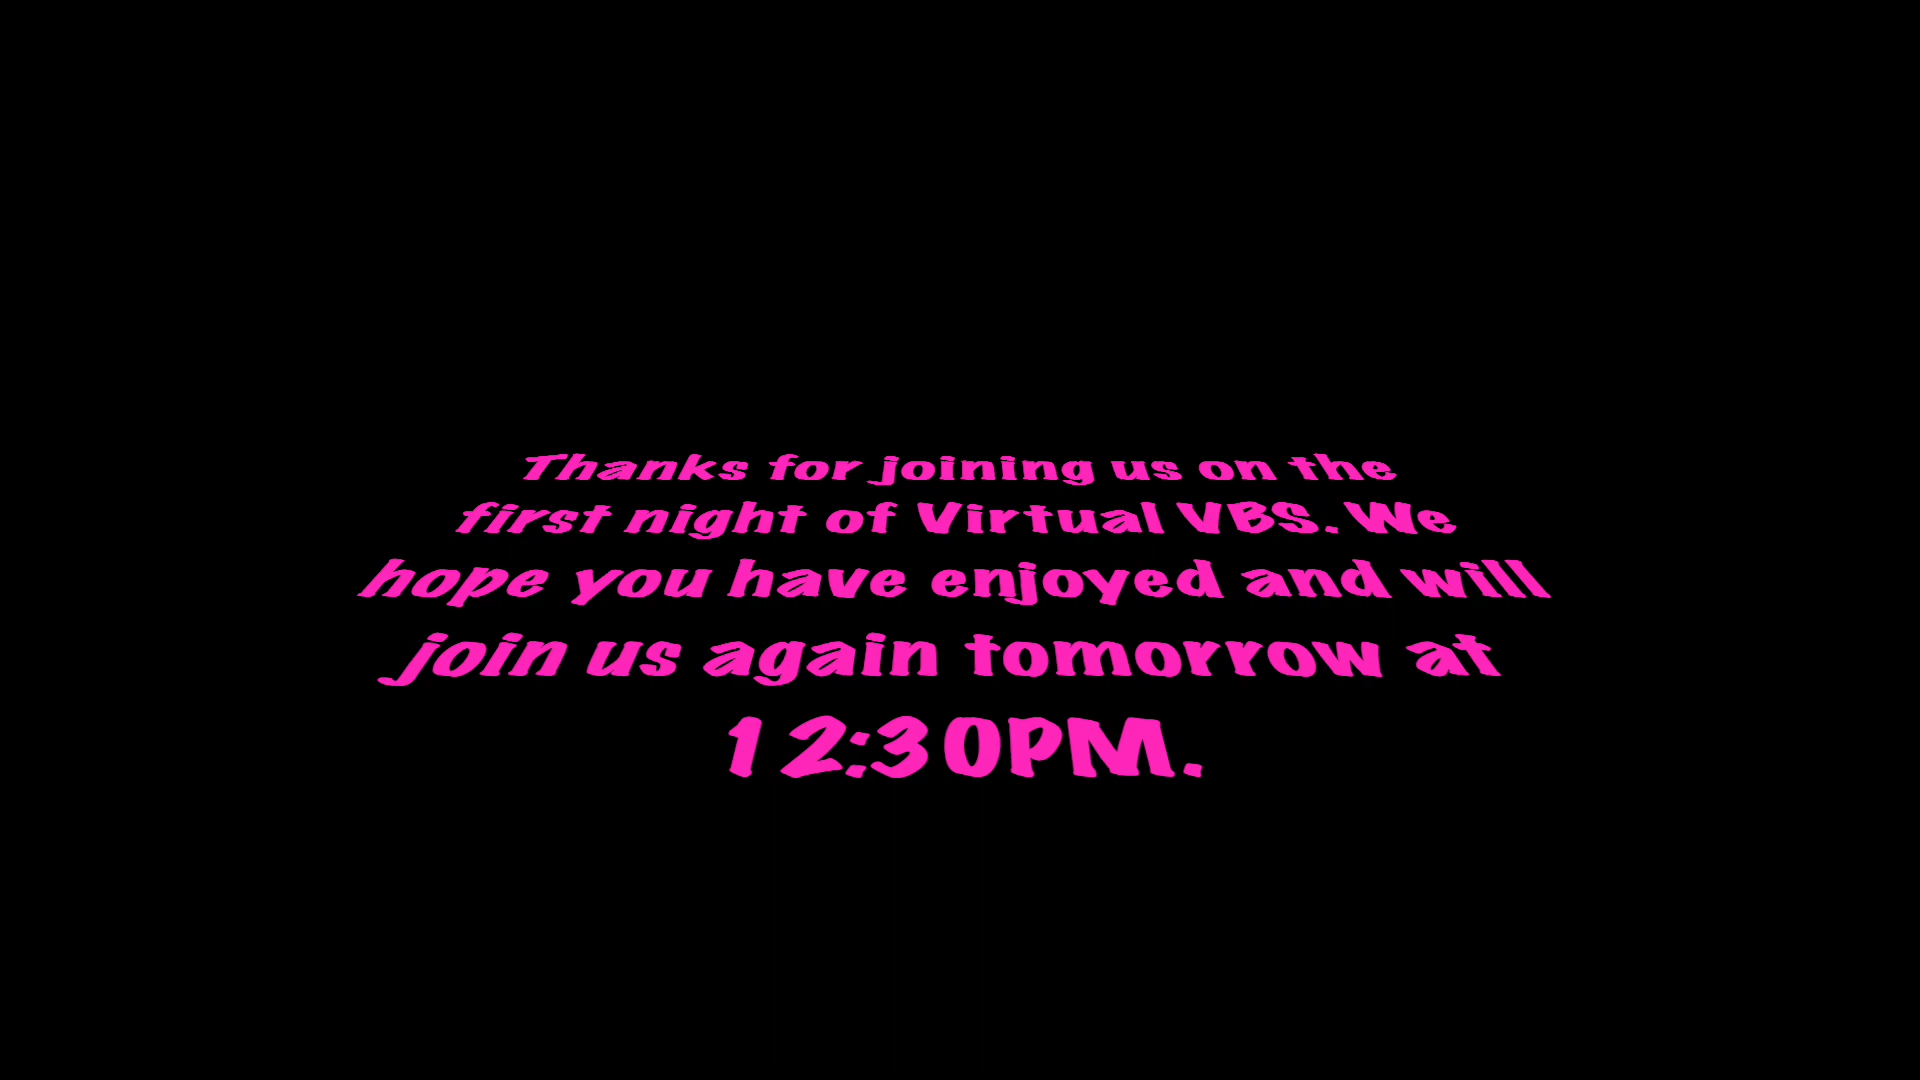 Thanks for joining us on the
first night of Virtual VBS. We
hope you have enjoyed and will
join us again tomorrow at
12:30PM.